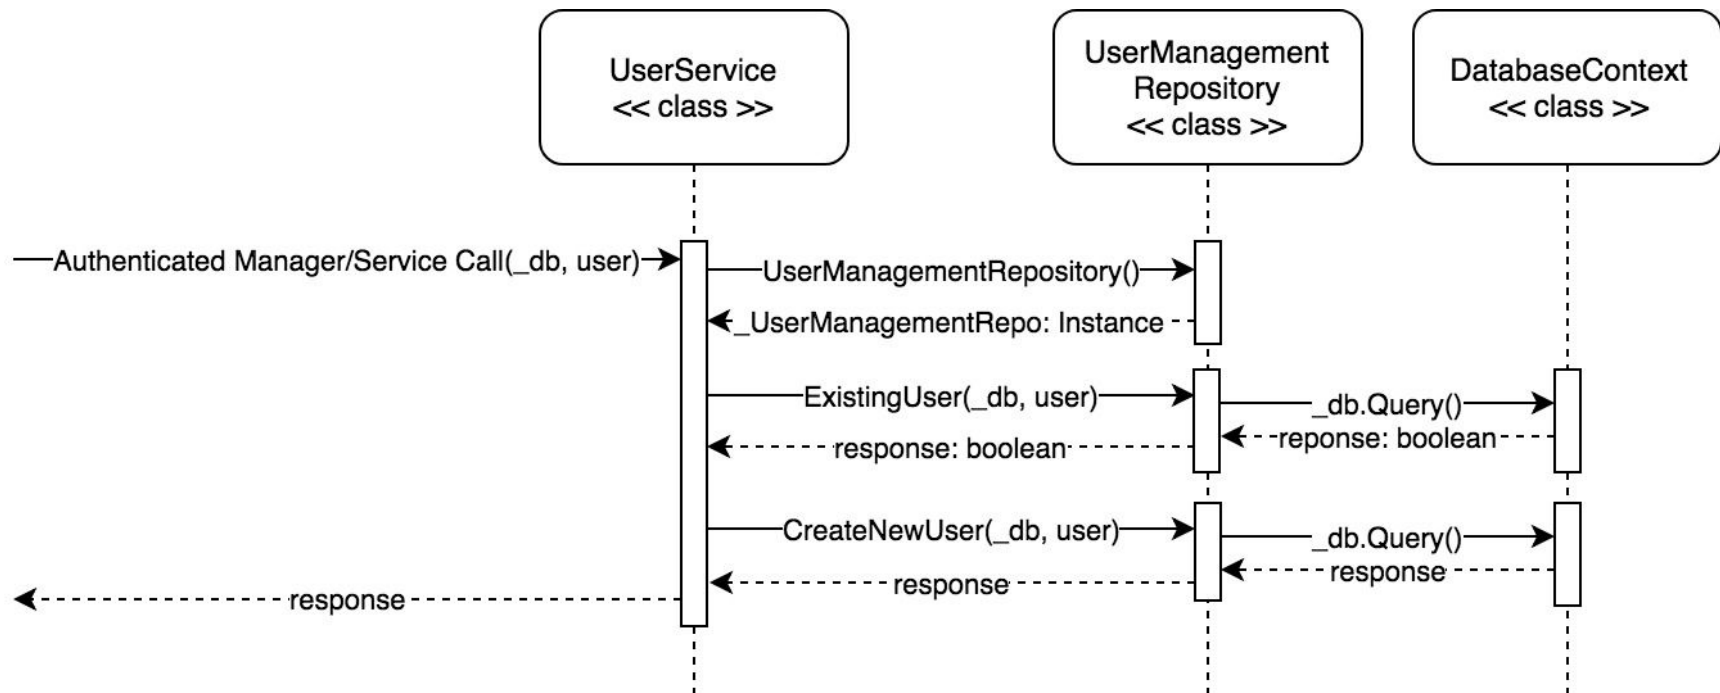 UserService
<< class >>
UserManagement
Repository
<< class >>
DatabaseContext
<< class >>
Authenticated Manager/Service Call(_db, user)
UserManagementRepository()
_UserManagementRepo: Instance
ExistingUser(_db, user)
_db.Query()
reponse: boolean
response: boolean
CreateNewUser(_db, user)
_db.Query()
response
response
response